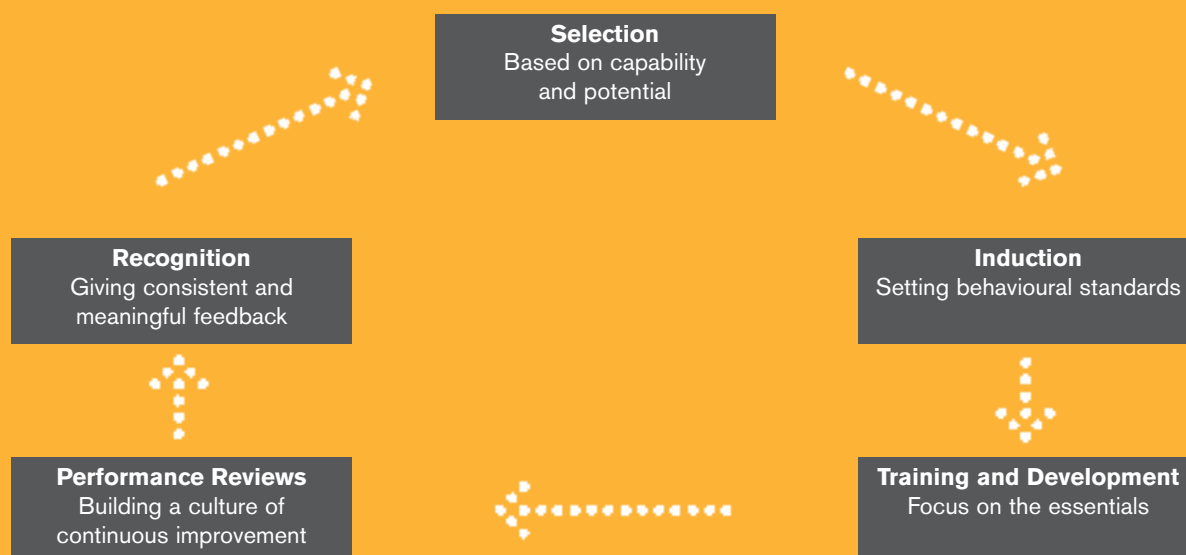 Selection
Based on capability
and potential
Recognition
Giving consistent and
meaningful feedback
Induction
Setting behavioural standards
Performance Reviews
Building a culture of
continuous improvement
Training and Development
Focus on the essentials